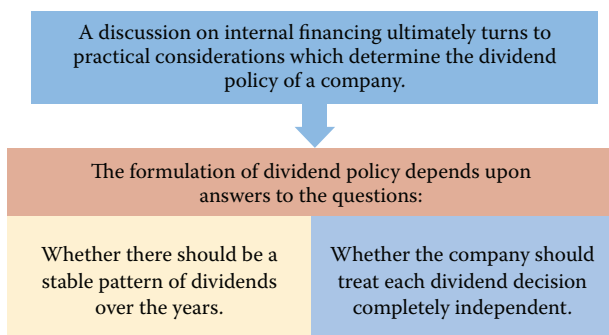 A discussion on internal financing ultimately turns to
practical considerations which determine the dividend
policy of a company.
The formulation of dividend policy depends upon
answers to the questions:
Whether there should be a
stable pattern of dividends
over the years.
Whether the company should
treat each dividend decision
completely independent.